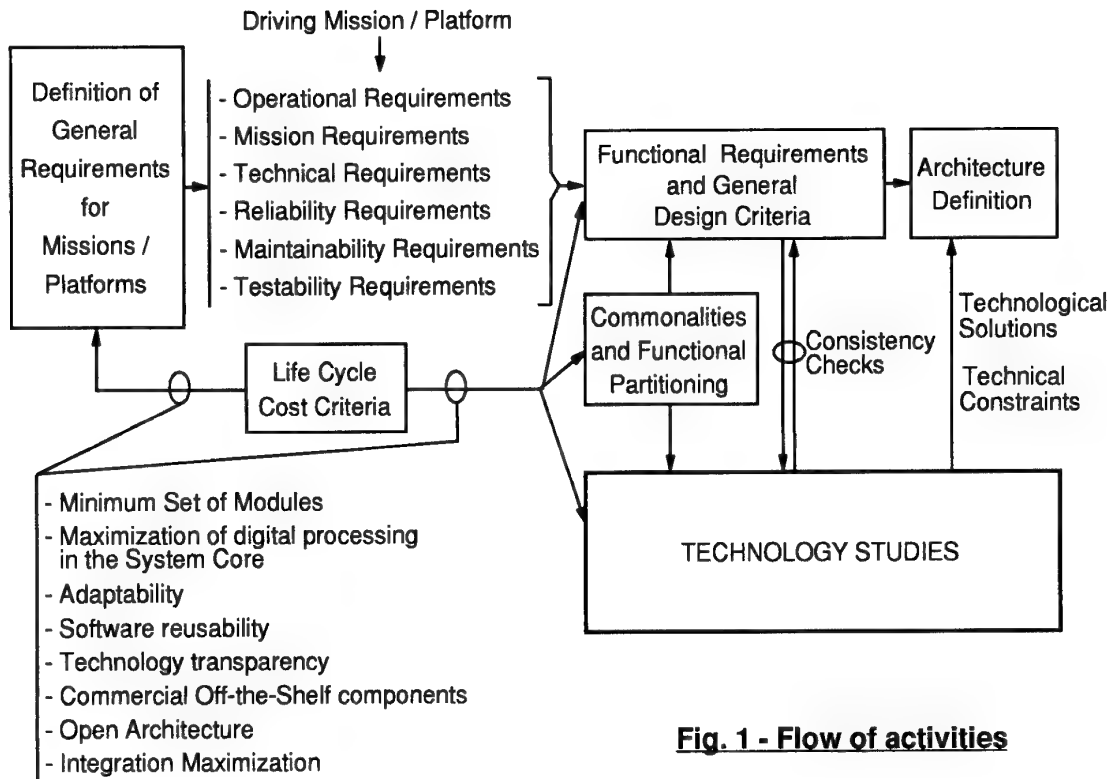 Driving Mission / Platform
Definition of
General
Requirements
for
Missions /
Platforms
- Operational Requirements
- Mission Requirements
- Technical Requirements
- Reliability Requirements
- Maintainability Requirements
- Testability Requirements
Functional Requirements
and General
Design Criteria
Architecture
Definition
Commonalities
and Functional
Partitioning
Consistency
Checks
Technological
Solutions
Technical
Constraints
Life Cycle
Cost Criteria
TECHNOLOGY STUDIES
- Minimum Set of Modules
- Maximization of digital processing
in the System Core
- Adaptability
- Software reusability
- Technology transparency
- Commercial Off-the-Shelf components
- Open Architecture
- Integration Maximization
Fig. 1 - Flow of activities